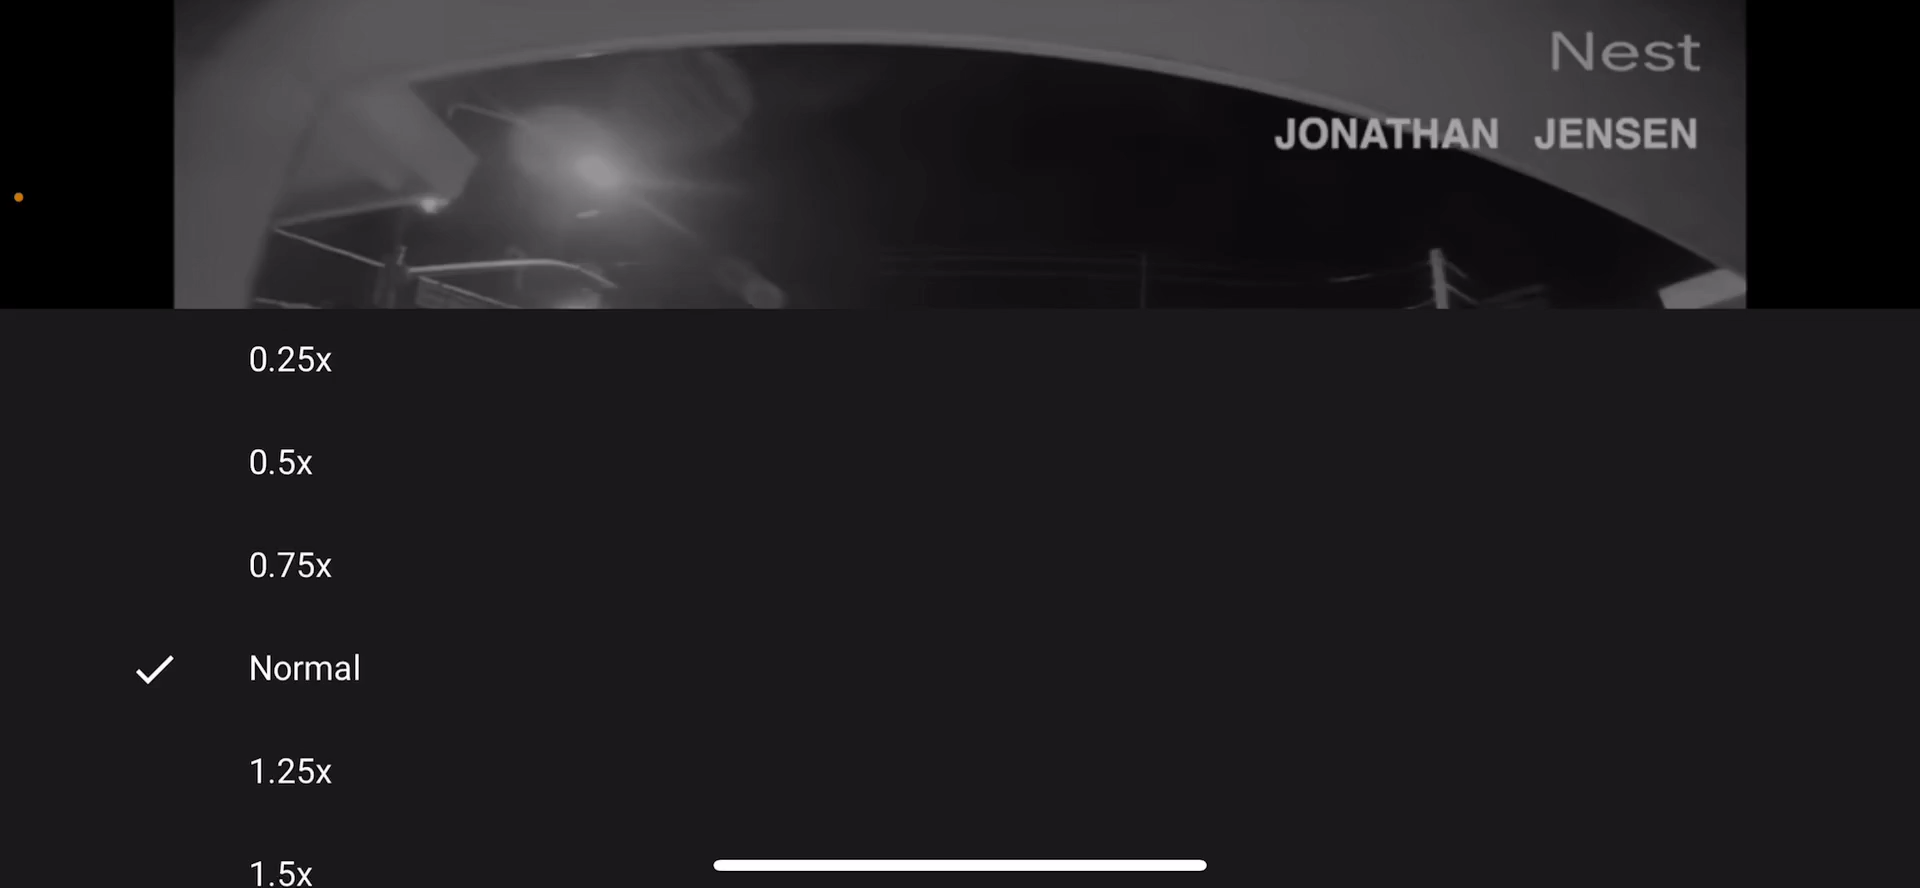 Nest
JONATHAN JENSEN
0.25x
0.5x
0.75x
Normal
1.25x
1.5x